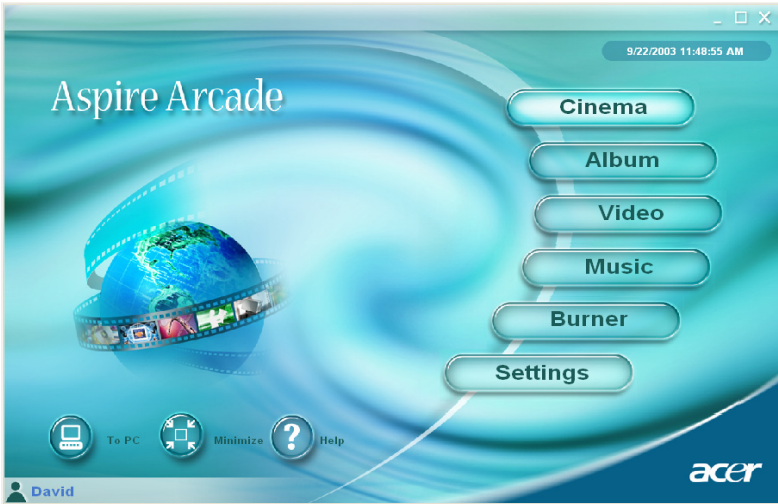 9/22/2003 11:48:55 AM
Aspire Arcade
Cinema
Album
Video
Music
Burner
Settings
To PC
Minimize
? Help
acer
David